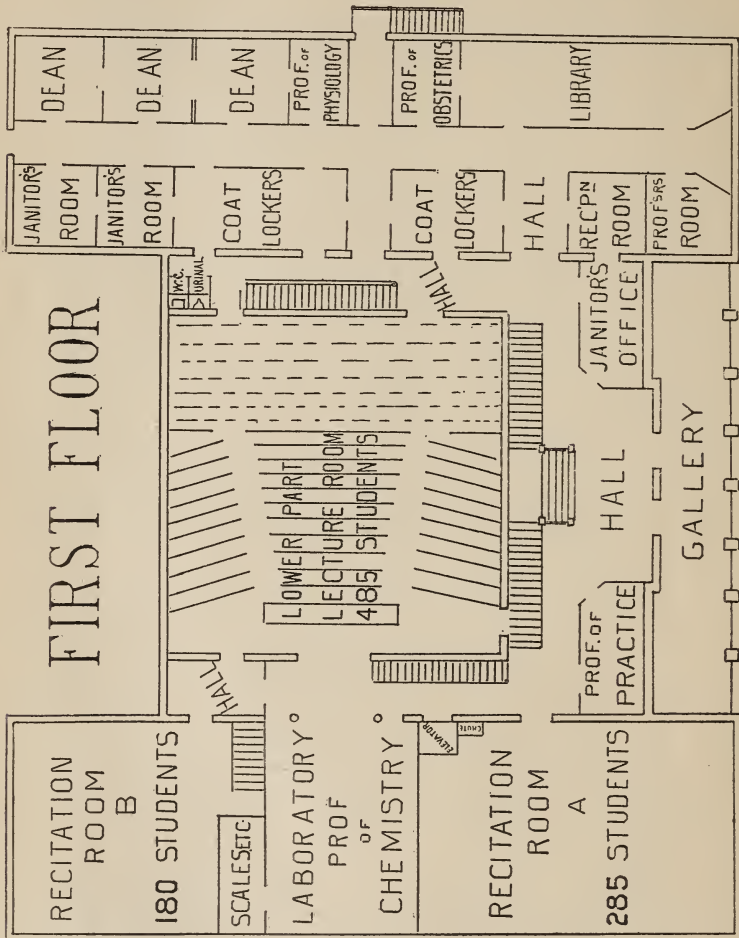 FIRST FLOOR
RECITATION
ROOM
B
180 STUDENTS
SCALES, ETC.
HALL
LABORATORY
PROF
OF
CHEMISTRY
ELEVATOR
CHUTE
RECITATION
ROOM
A
285 STUDENTS
LOWER PART
LECTURE ROOM
485 STUDENTS
W.C.
URINAL
HALL
PROF. OF
PRACTICE
HALL
JANITOR'S
OFFICE
GALLERY
JANITOR'S
ROOM
JANITOR'S
ROOM
COAT
LOCKERS
COAT
LOCKERS
HALL
REC'PN
ROOM
PROF'S'RS
ROOM
DEAN
DEAN
DEAN
PROF. OF
PHYSIOLOGY
PROF. OF
OBSTETRICS
LIBRARY